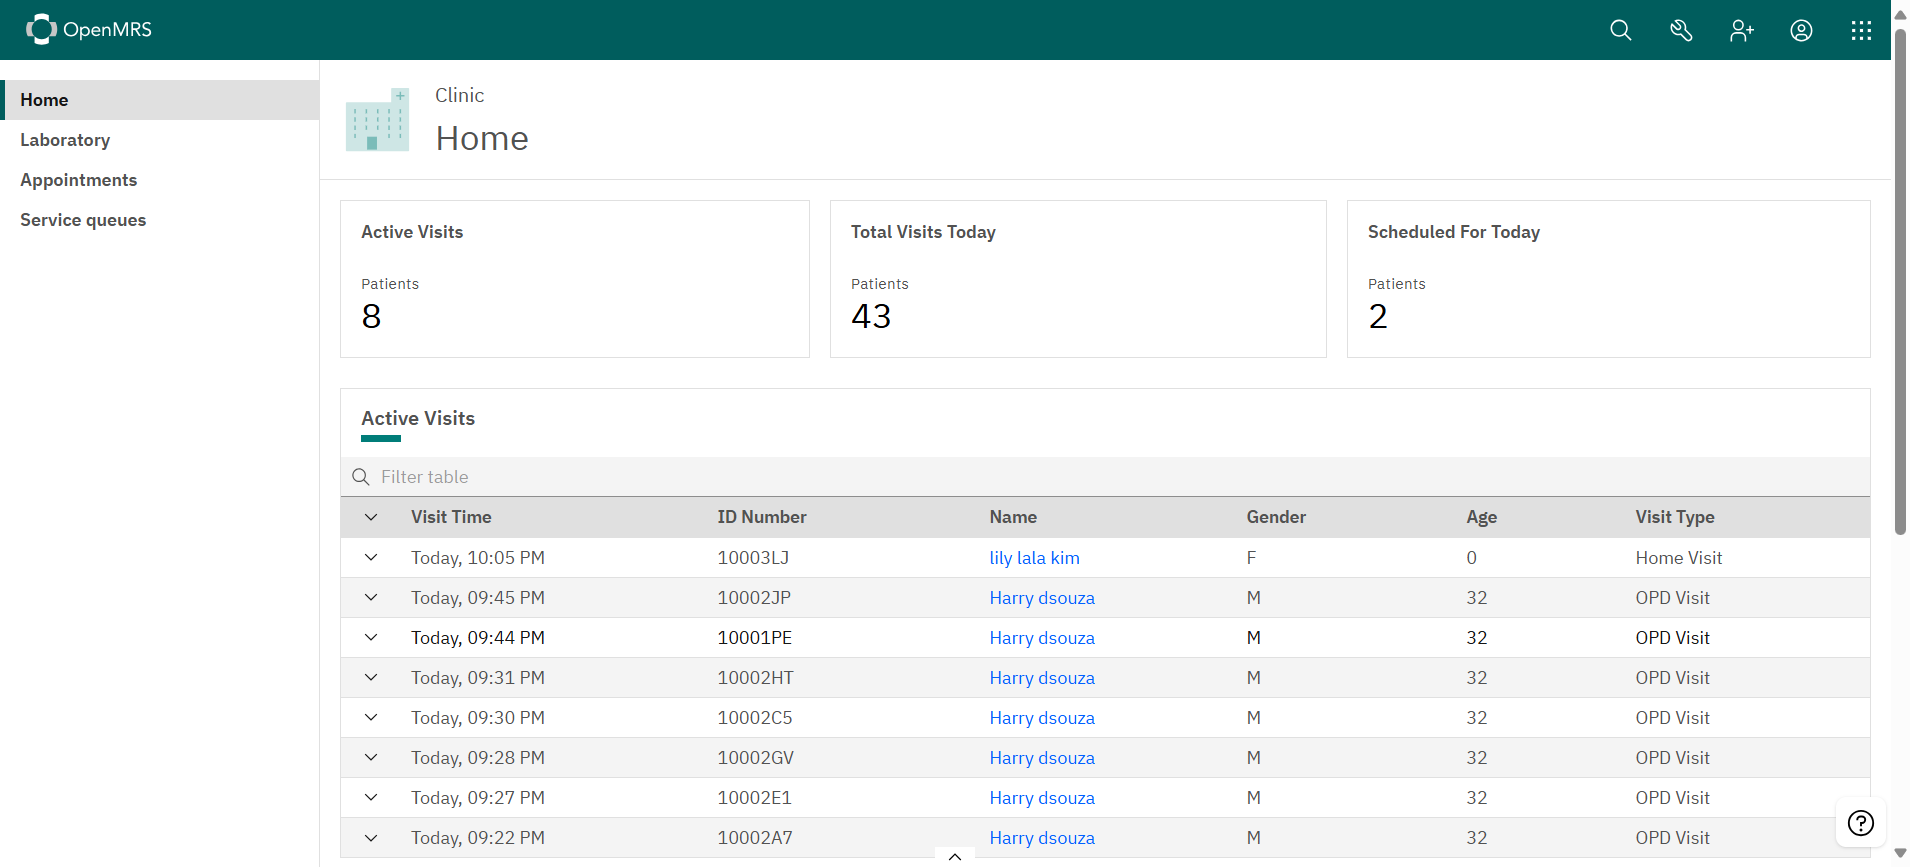 OpenMRS
Home
Laboratory
Appointments
Service queues
Clinic
Home
Active Visits
Patients
8
Total Visits Today
Patients
43
Scheduled For Today
Patients
2
Active Visits
Filter table
Visit Time ID Number Name Gender Age Visit Type
Today, 10:05 PM 10003LJ lily lala kim F 0 Home Visit
Today, 09:45 PM 10002JP Harry dsouza M 32 OPD Visit
Today, 09:44 PM 10001PE Harry dsouza M 32 OPD Visit
Today, 09:31 PM 10002HT Harry dsouza M 32 OPD Visit
Today, 09:30 PM 10002C5 Harry dsouza M 32 OPD Visit
Today, 09:28 PM 10002GV Harry dsouza M 32 OPD Visit
Today, 09:27 PM 10002E1 Harry dsouza M 32 OPD Visit
Today, 09:22 PM 10002A7 Harry dsouza M 32 OPD Visit